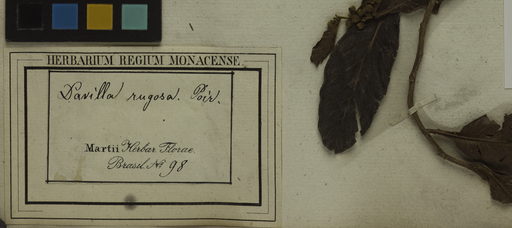 HERBARIUM REGIUM MONACENSE.
Davilla rugosa. Poir.
Martii Herbar. Florae
Brasil. No 98